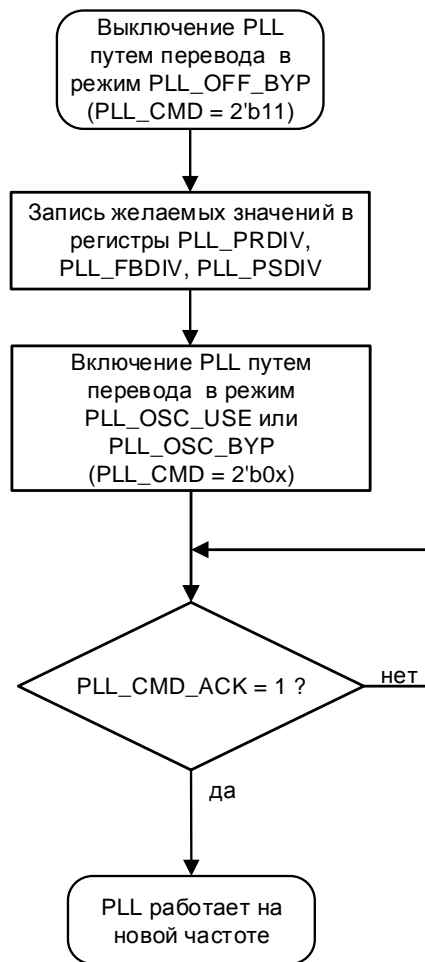 Выключение PLL
путем перевода в
режим PLL_OFF_BYP
(PLL_CMD = 2'b11)
Запись желаемых значений в
регистры PLL_PRDIV,
PLL_FBDIV, PLL_PSDIV
Включение PLL путем
перевода в режим
PLL_OSC_USE или
PLL_OSC_BYP
(PLL_CMD = 2'b0x)
PLL_CMD_ACK = 1 ?
нет
да
PLL работает на
новой частоте